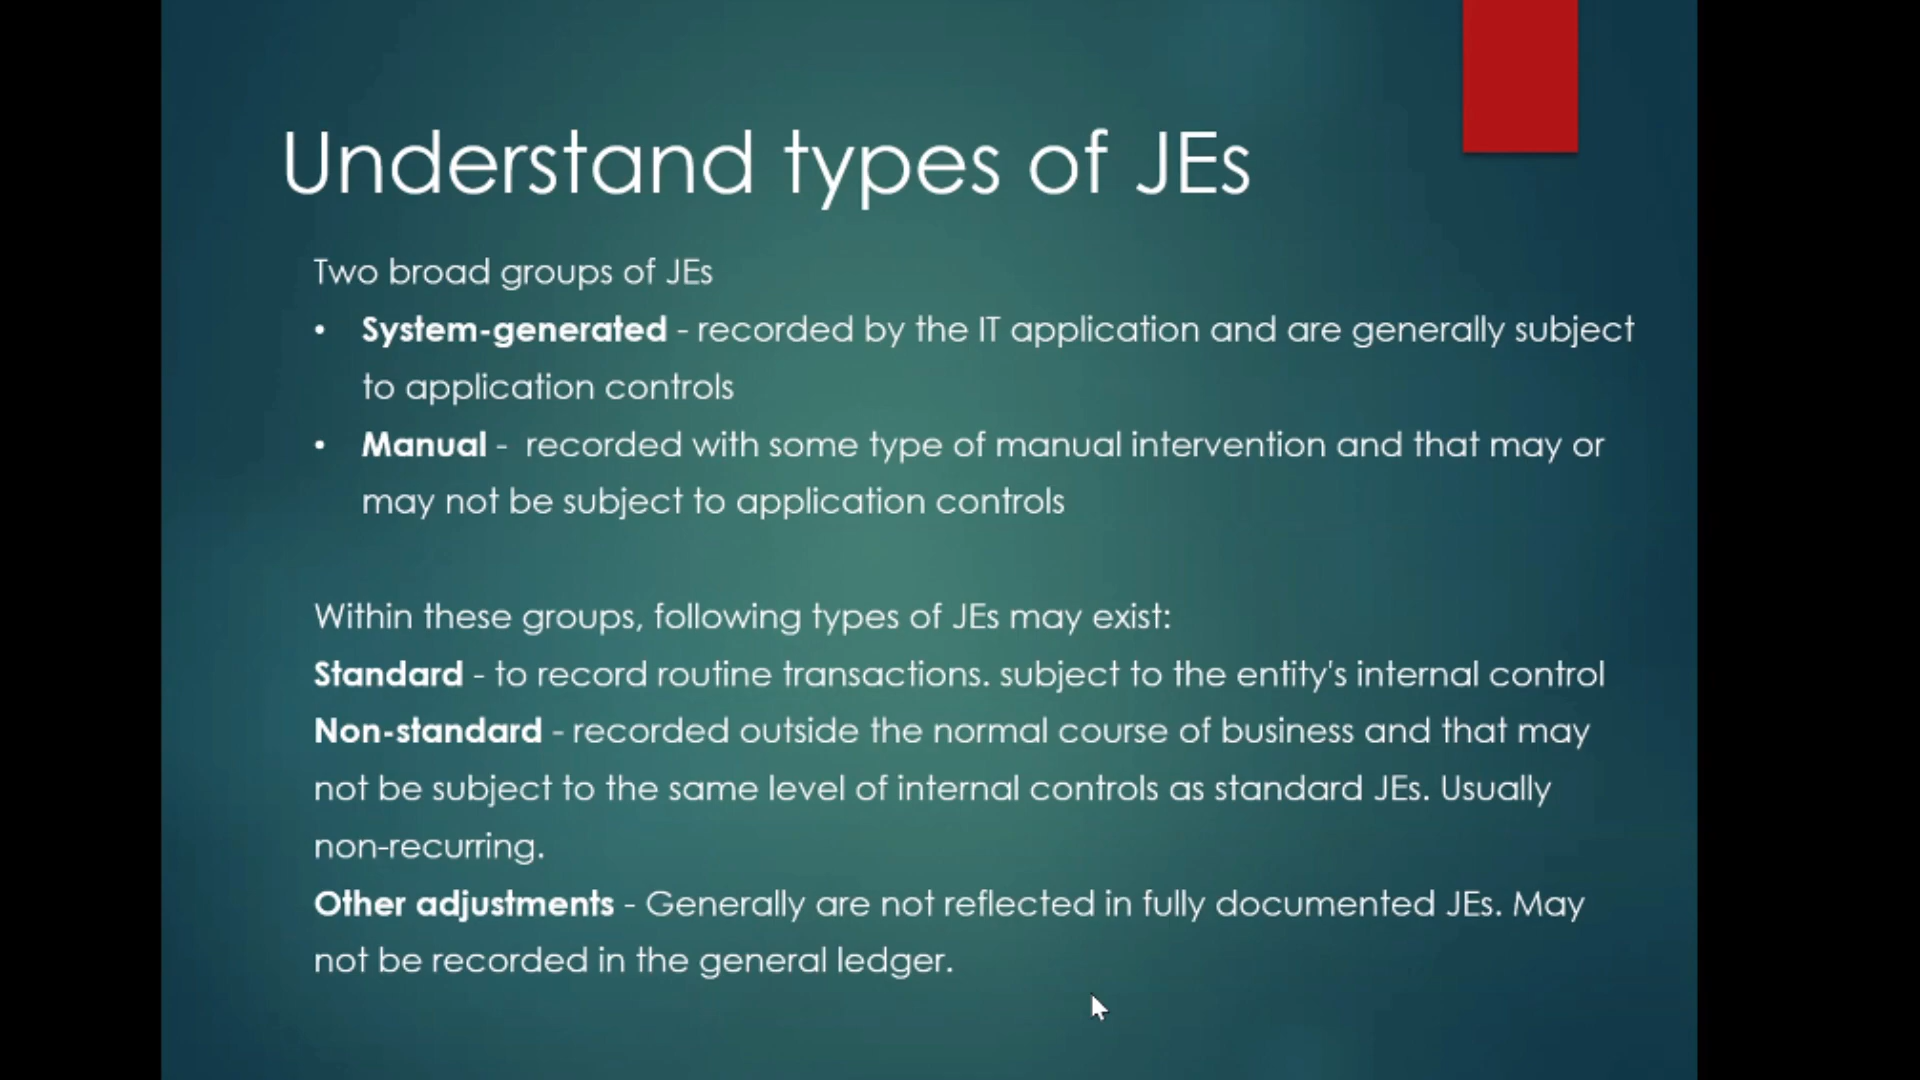 Understand types of JEs
Two broad groups of JEs
• System-generated - recorded by the IT application and are generally subject
to application controls
• Manual -  recorded with some type of manual intervention and that may or
may not be subject to application controls
Within these groups, following types of JEs may exist:
Standard - to record routine transactions. subject to the entity's internal control
Non-standard - recorded outside the normal course of business and that may
not be subject to the same level of internal controls as standard JEs. Usually
non-recurring.
Other adjustments - Generally are not reflected in fully documented JEs. May
not be recorded in the general ledger.